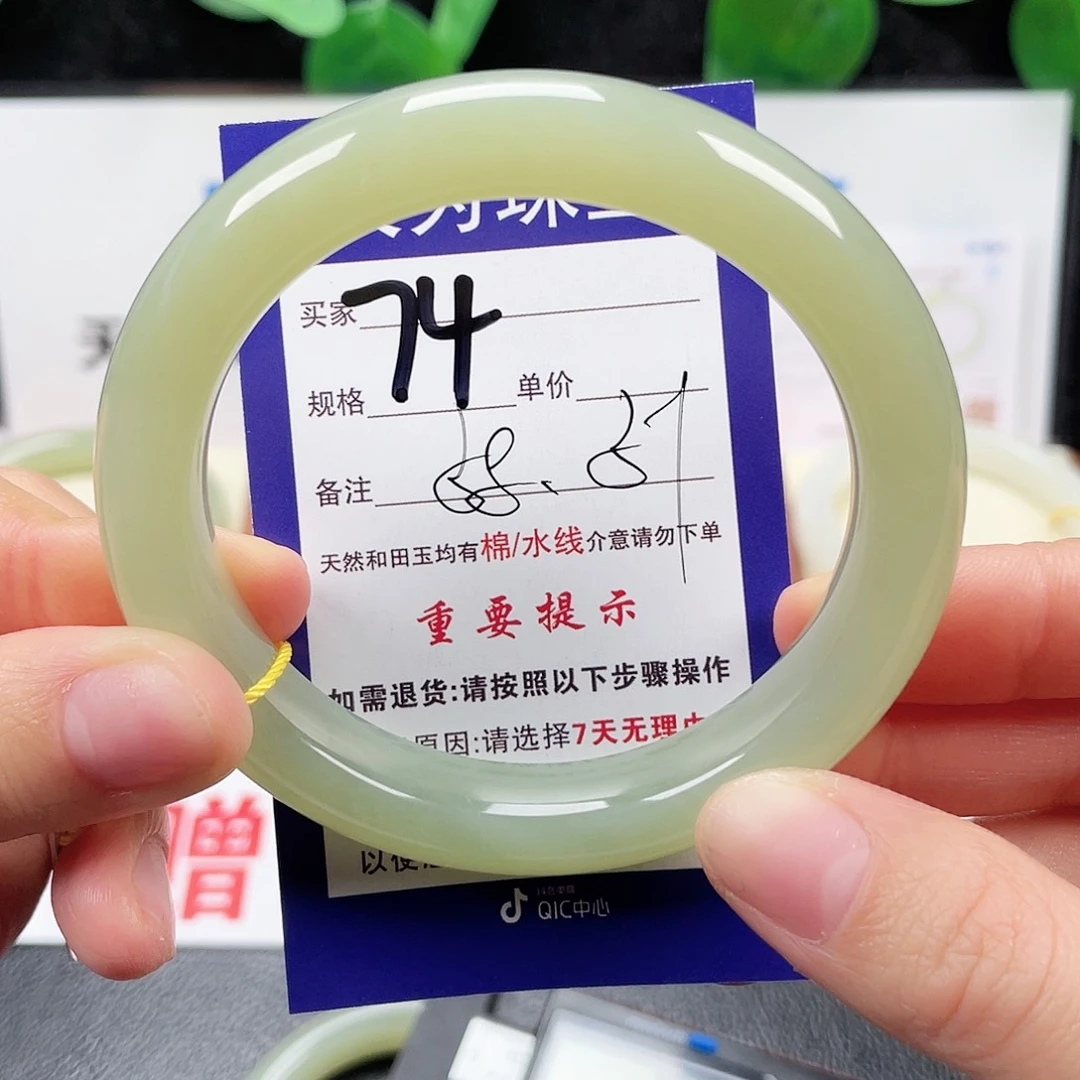 买家 74
规格 单价
备注 58.
天然和田玉均有棉/水线介意请勿下单
重要提示
如需退货:请按照以下步骤操作
原因:请选择7天无理由
以便
QIC中心
赠